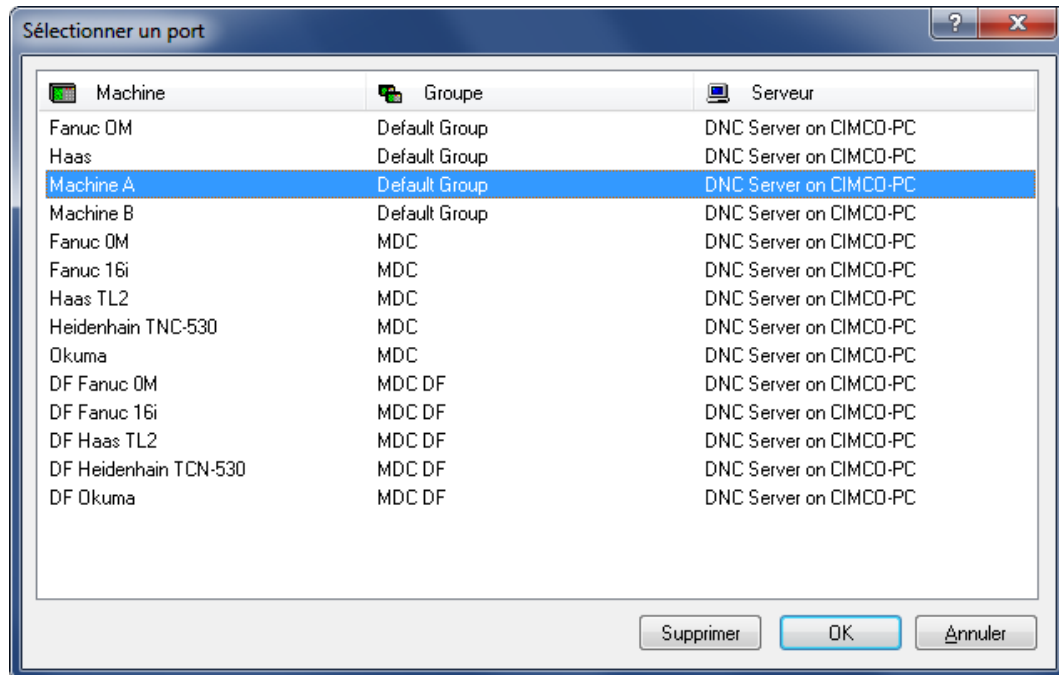 Sélectionner un port
Machine Groupe Serveur
Fanuc 0M Default Group DNC Server on CIMCO-PC
Haas Default Group DNC Server on CIMCO-PC
Machine A Default Group DNC Server on CIMCO-PC
Machine B Default Group DNC Server on CIMCO-PC
Fanuc 0M MDC DNC Server on CIMCO-PC
Fanuc 16i MDC DNC Server on CIMCO-PC
Haas TL2 MDC DNC Server on CIMCO-PC
Heidenhain TNC-530 MDC DNC Server on CIMCO-PC
Okuma MDC DNC Server on CIMCO-PC
DF Fanuc 0M MDC DF DNC Server on CIMCO-PC
DF Fanuc 16i MDC DF DNC Server on CIMCO-PC
DF Haas TL2 MDC DF DNC Server on CIMCO-PC
DF Heidenhain TCN-530 MDC DF DNC Server on CIMCO-PC
DF Okuma MDC DF DNC Server on CIMCO-PC
Supprimer OK Annuler